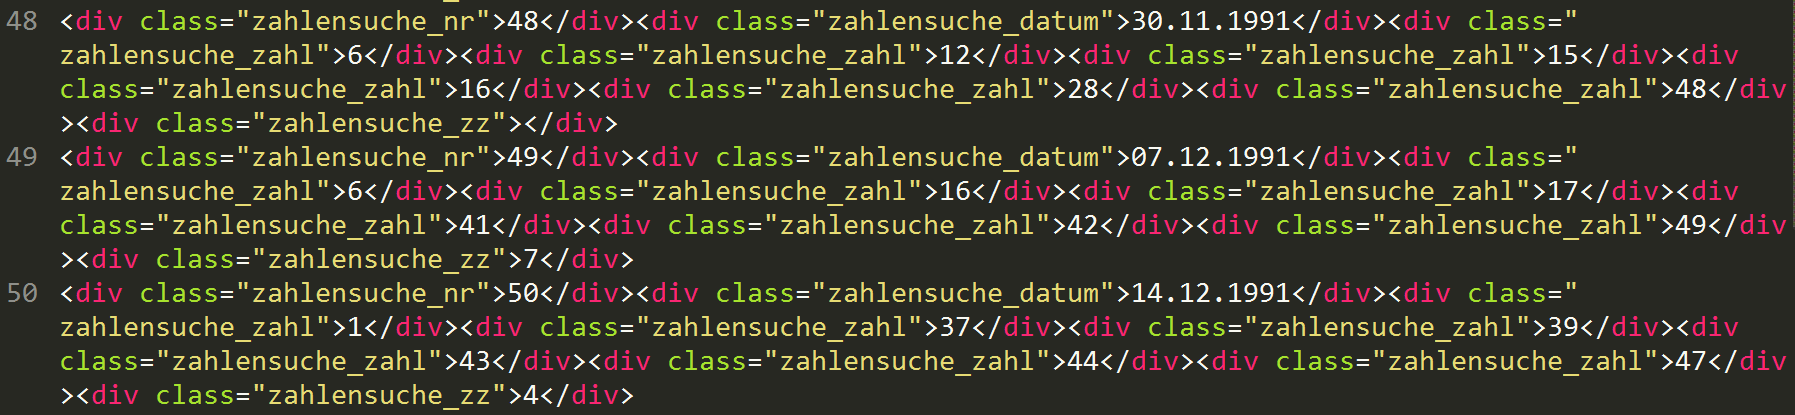 48 <div class="zahlensuche_nr">48</div><div class="zahlensuche_datum">30.11.1991</div><div class="
zahlensuche_zahl">6</div><div class="zahlensuche_zahl">12</div><div class="zahlensuche_zahl">15</div><div
class="zahlensuche_zahl">16</div><div class="zahlensuche_zahl">28</div><div class="zahlensuche_zahl">48</div
><div class="zahlensuche_zz"></div>
49 <div class="zahlensuche_nr">49</div><div class="zahlensuche_datum">07.12.1991</div><div class="
zahlensuche_zahl">6</div><div class="zahlensuche_zahl">16</div><div class="zahlensuche_zahl">17</div><div
class="zahlensuche_zahl">41</div><div class="zahlensuche_zahl">42</div><div class="zahlensuche_zahl">49</div
><div class="zahlensuche_zz">7</div>
50 <div class="zahlensuche_nr">50</div><div class="zahlensuche_datum">14.12.1991</div><div class="
zahlensuche_zahl">1</div><div class="zahlensuche_zahl">37</div><div class="zahlensuche_zahl">39</div><div
class="zahlensuche_zahl">43</div><div class="zahlensuche_zahl">44</div><div class="zahlensuche_zahl">47</div
><div class="zahlensuche_zz">4</div>